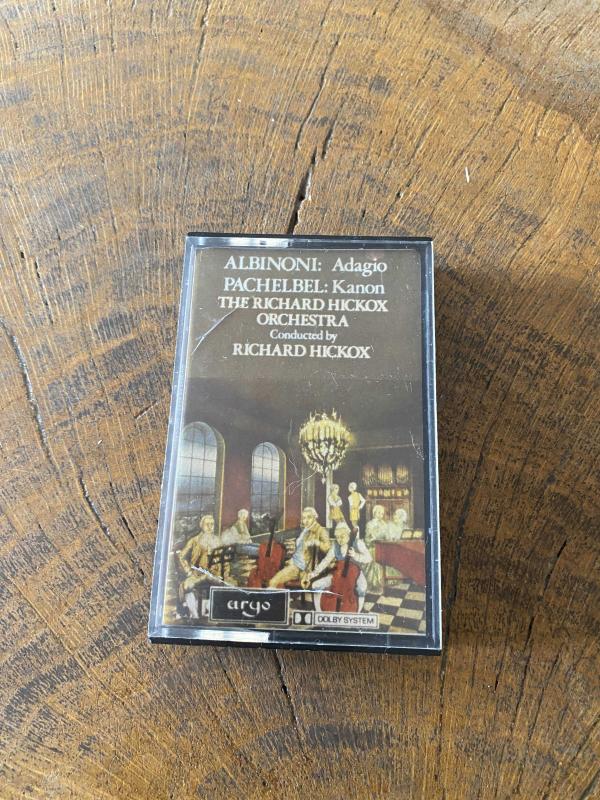 ALBINONI: Adagio
PACHELBEL: Kanon
THE RICHARD HICKOX
ORCHESTRA
Conducted by
RICHARD HICKOX
argo
DOLBY SYSTEM